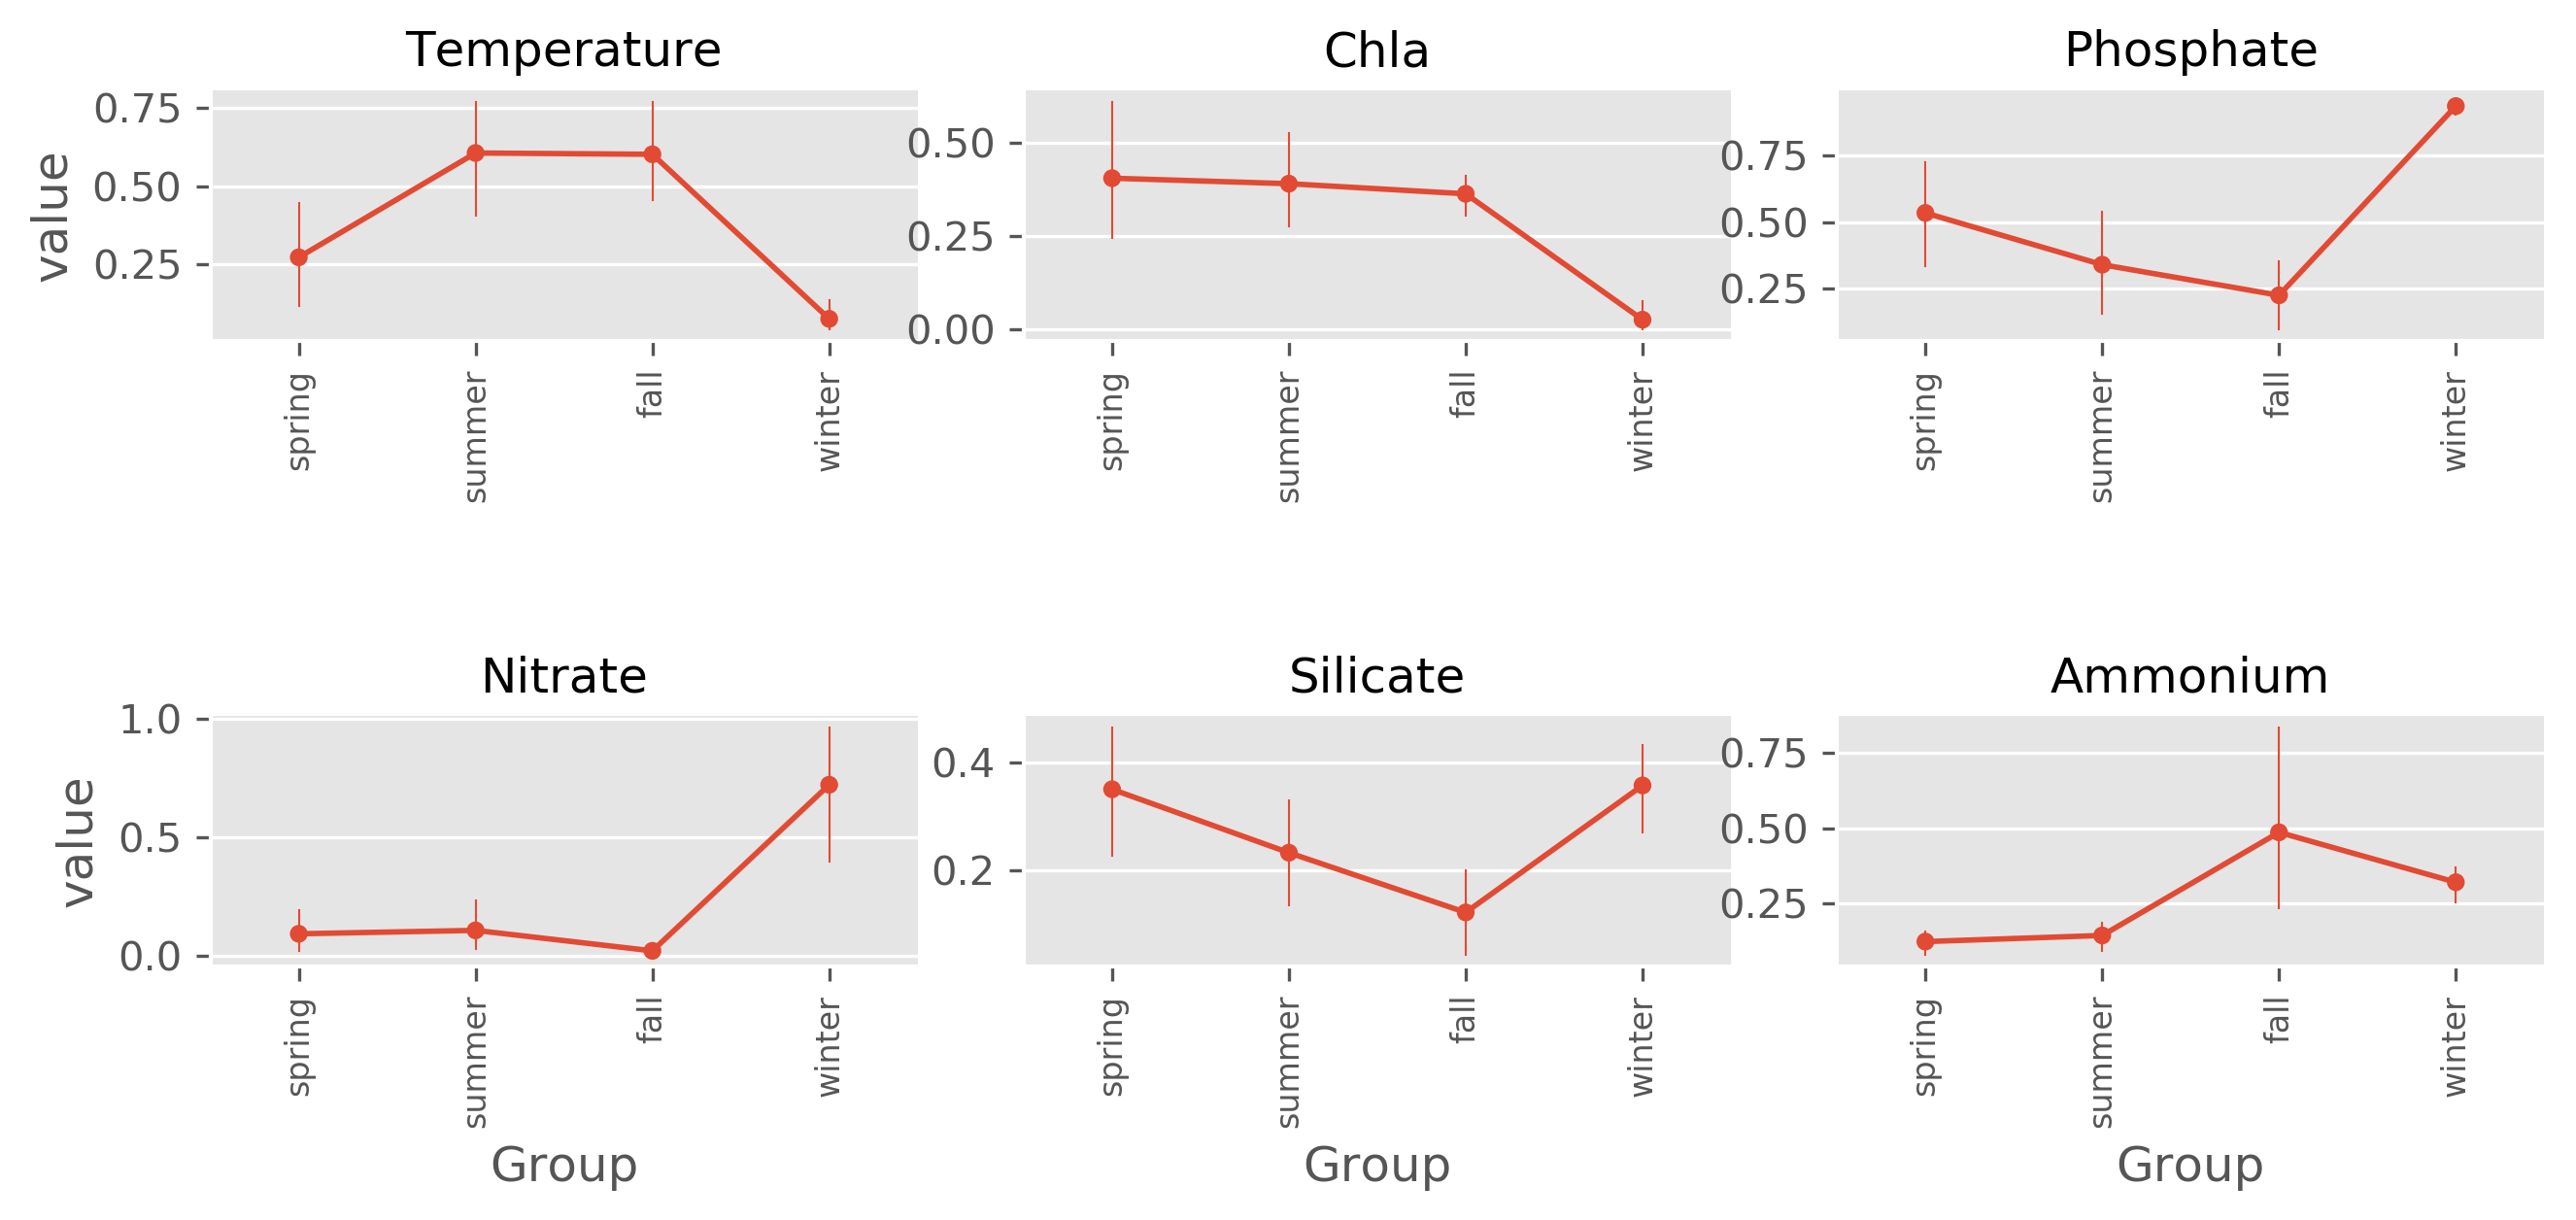 Temperature
Chla
Phosphate
value
0.75
0.50
0.25
0.50
0.25
0.00
0.75
0.50
0.25
spring
summer
fall
winter
spring
summer
fall
winter
spring
summer
fall
winter
Nitrate
Silicate
Ammonium
value
1.0
0.5
0.0
0.4
0.2
0.75
0.50
0.25
spring
summer
fall
winter
spring
summer
fall
winter
spring
summer
fall
winter
Group
Group
Group